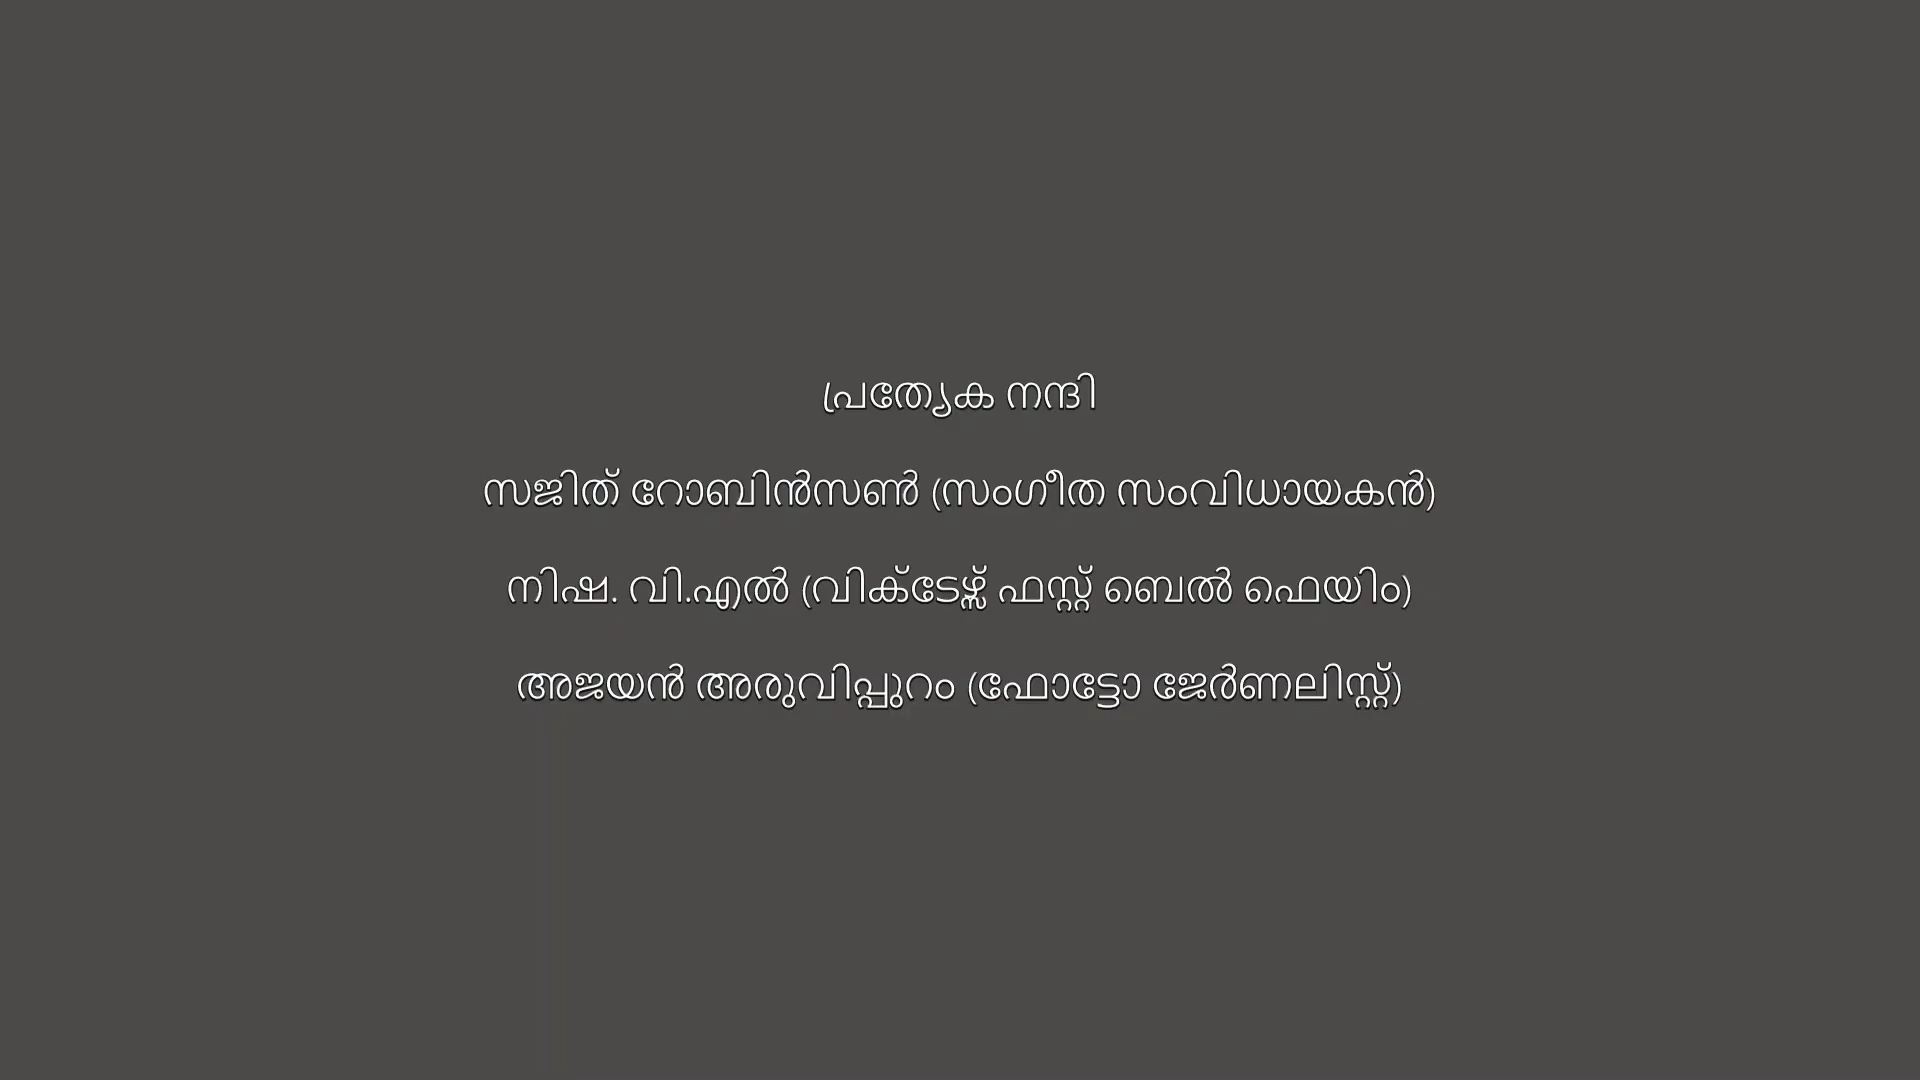 പ്രത്യേക നന്ദി
സജിത് റോബിൻസൺ (സംഗീത സംവിധായകൻ)
നിഷ. വി.എൽ (വിക്ടേഴ്സ് ഫസ്റ്റ് ബെൽ ഫെയിം)
അജയൻ അരുവിപ്പുറം (ഫോട്ടോ ജേർണലിസ്റ്റ്)